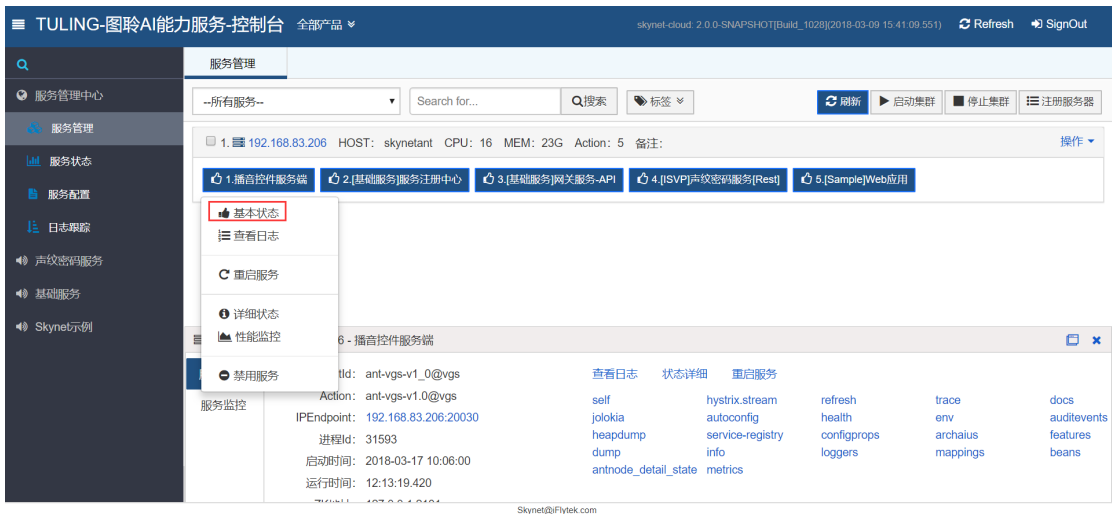 TULING-图聆AI能力服务-控制台 全部产品 skynet-cloud: 2.0.0-SNAPSHOT[Build_1028](2018-03-09 15:41:09.551) Refresh SignOut
服务管理
服务管理中心
服务管理
服务状态
服务配置
日志跟踪
声纹密码服务
基础服务
Skynet示例
--所有服务-- Search for... 搜索 标签 刷新 启动集群 停止集群 注册服务器
1. 192.168.83.206 HOST: skynetant CPU: 16 MEM: 23G Action: 5 备注: 操作
1.播音控件服务端 2.[基础服务]服务注册中心 3.[基础服务]网关服务-API 4.[ISVP]声纹密码服务[Rest] 5.[Sample]Web应用
基本状态
查看日志
重启服务
详细状态
性能监控
禁用服务
6 - 播音控件服务端
服务监控
tId: ant-vgs-v1_0@vgs
Action: ant-vgs-v1.0@vgs
IPEndpoint: 192.168.83.206:20030
进程Id: 31593
启动时间: 2018-03-17 10:06:00
运行时间: 12:13:19.420
查看日志 状态详细 重启服务
self hystrix.stream refresh trace docs
jolokia autoconfig health env auditevents
heapdump service-registry configprops archaius features
dump info loggers mappings beans
antnode_detail_state metrics
Skynet@iFlytek.com